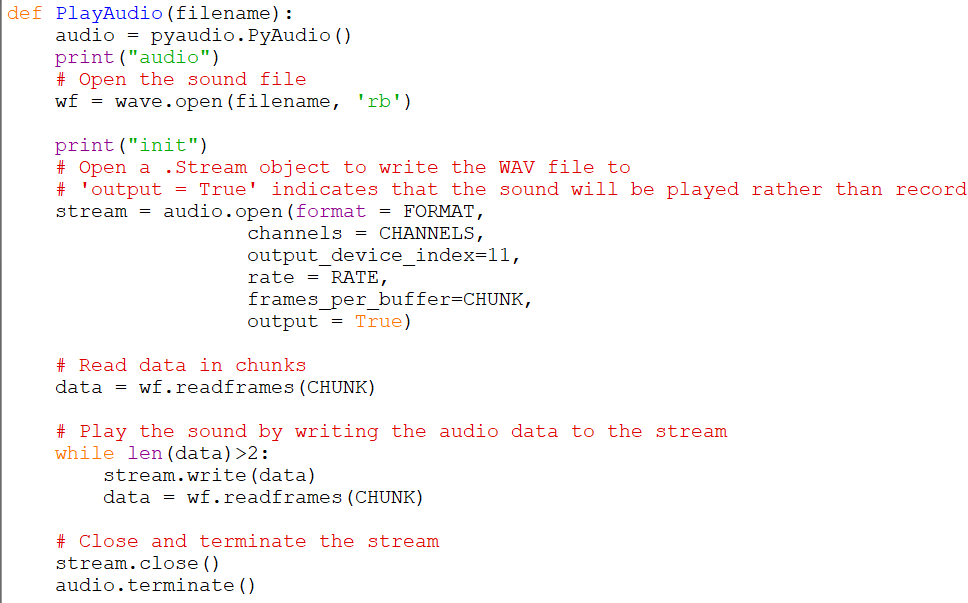 def PlayAudio(filename):
    audio = pyaudio.PyAudio()
    print("audio")
    # Open the sound file
    wf = wave.open(filename, 'rb')

    print("init")
    # Open a .Stream object to write the WAV file to
    # 'output = True' indicates that the sound will be played rather than record
    stream = audio.open(format = FORMAT,
                    channels = CHANNELS,
                    output_device_index=11,
                    rate = RATE,
                    frames_per_buffer=CHUNK,
                    output = True)

    # Read data in chunks
    data = wf.readframes(CHUNK)

    # Play the sound by writing the audio data to the stream
    while len(data)>2:
        stream.write(data)
        data = wf.readframes(CHUNK)

    # Close and terminate the stream
    stream.close()
    audio.terminate()